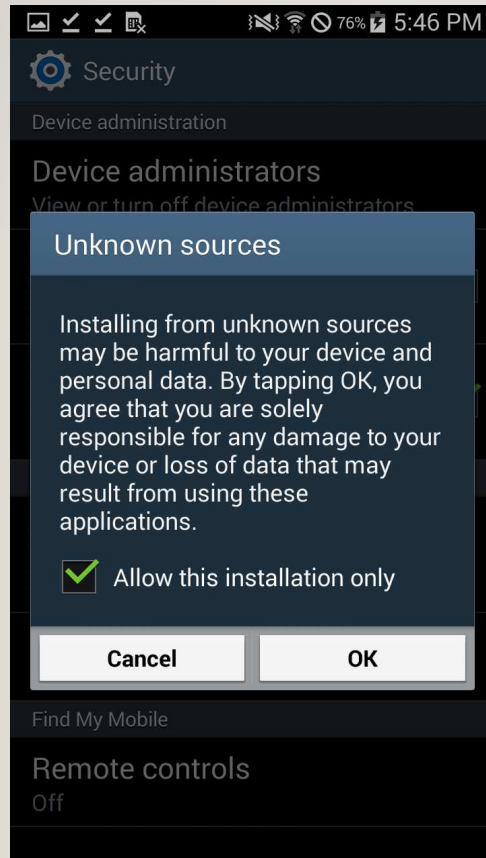 76% 5:46 PM
Security
Device administration
Device administrators
View or turn off device administrators
Unknown sources
Installing from unknown sources
may be harmful to your device and
personal data. By tapping OK, you
agree that you are solely
responsible for any damage to your
device or loss of data that may
result from using these
applications.
Allow this installation only
Cancel OK
Find My Mobile
Remote controls
Off